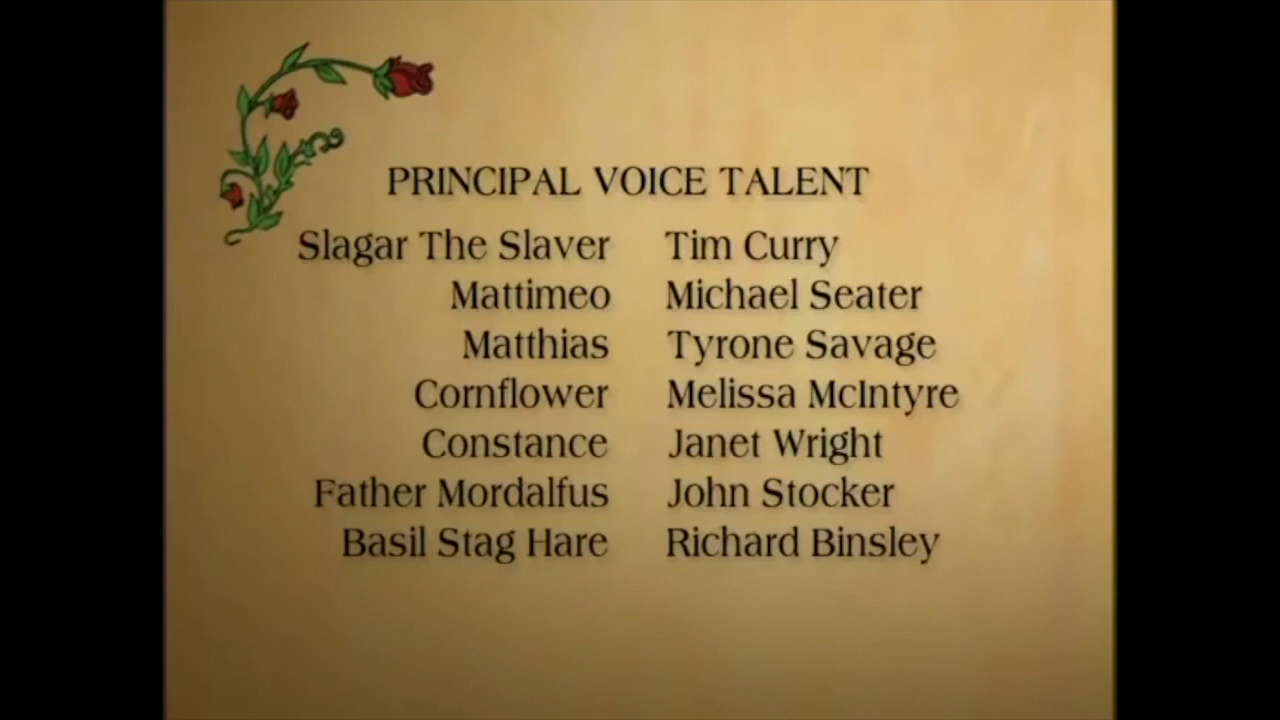 PRINCIPAL VOICE TALENT
Slagar The Slaver Tim Curry
Mattimeo Michael Seater
Matthias Tyrone Savage
Cornflower Melissa McIntyre
Constance Janet Wright
Father Mordalfus John Stocker
Basil Stag Hare Richard Binsley